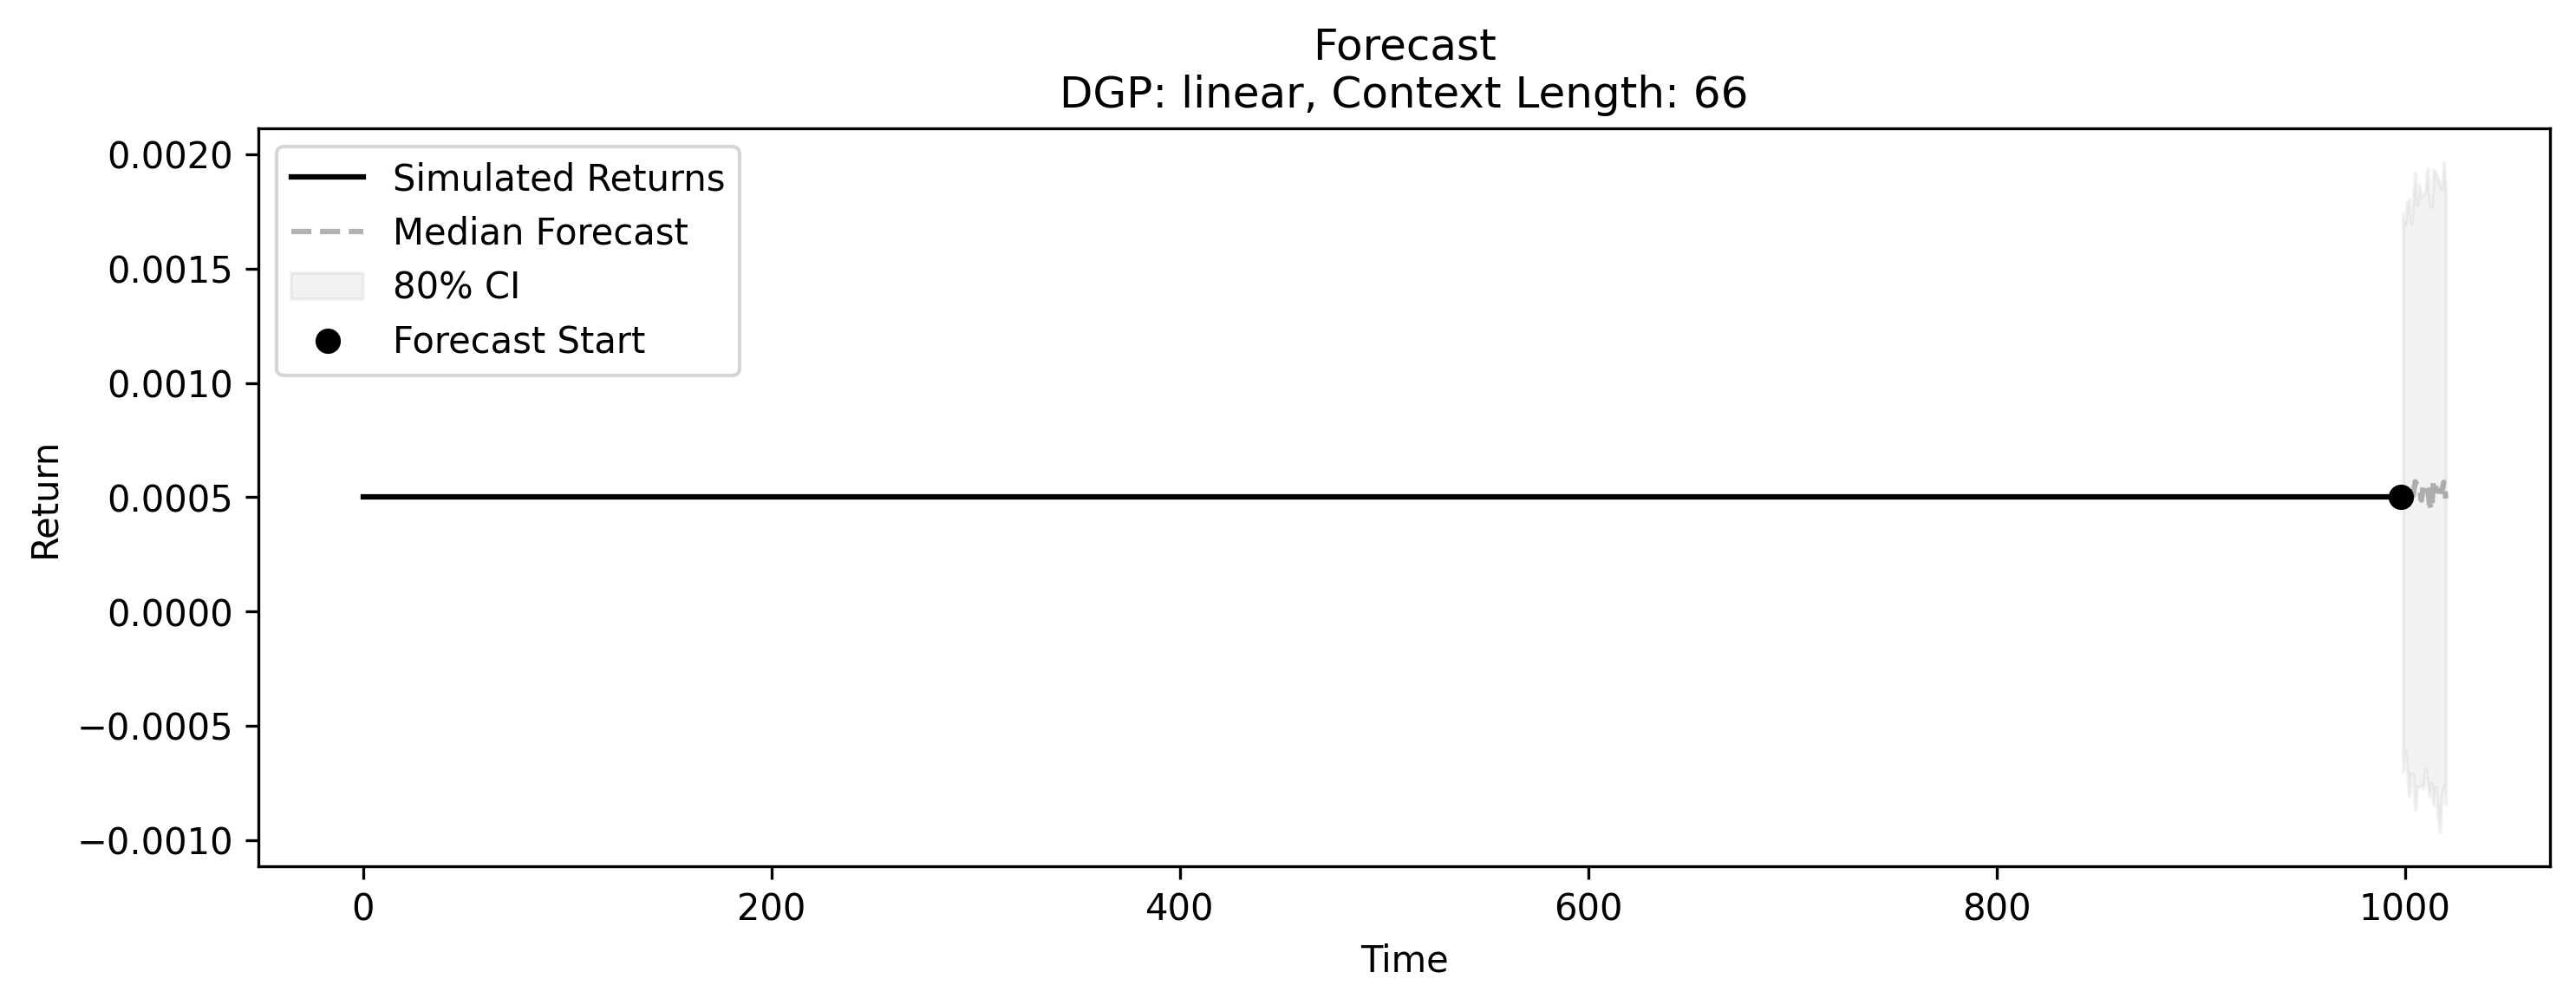 Forecast
DGP: linear, Context Length: 66
Simulated Returns
Median Forecast
80% CI
Forecast Start
Return
0.0020
0.0015
0.0010
0.0005
0.0000
−0.0005
−0.0010
0
200
400
600
800
1000
Time